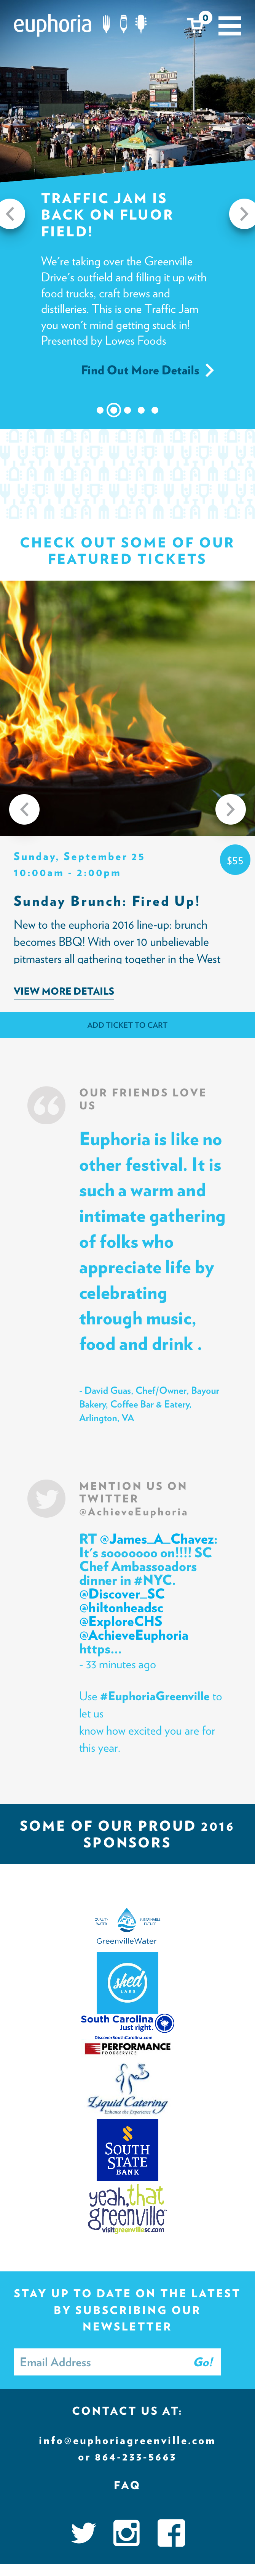 euphoria
0
TRAFFIC JAM IS
BACK ON FLUOR
FIELD!
We're taking over the Greenville
Drive's outfield and filling it up with
food trucks, craft brews and
distilleries. This is one Traffic Jam
you won't mind getting stuck in!
Presented by Lowes Foods
Find Out More Details
CHECK OUT SOME OF OUR
FEATURED TICKETS
Sunday, September 25
10:00am - 2:00pm
$55
Sunday Brunch: Fired Up!
New to the euphoria 2016 line-up: brunch
becomes BBQ! With over 10 unbelievable
pitmasters all gathering together in the West
VIEW MORE DETAILS
ADD TICKET TO CART
OUR FRIENDS LOVE
US
Euphoria is like no
other festival. It is
such a warm and
intimate gathering
of folks who
appreciate life by
celebrating
through music,
food and drink .
- David Guas, Chef/Owner, Bayour
Bakery, Coffee Bar & Eatery,
Arlington, VA
MENTION US ON
TWITTER
@AchieveEuphoria
RT @James_A_Chavez:
It's sooooooo on!!!! SC
Chef Ambassadors
dinner in #NYC.
@Discover_SC
@hiltonheadsc
@ExploreCHS
@AchieveEuphoria
https...
- 33 minutes ago
Use #EuphoriaGreenville to
let us
know how excited you are for
this year.
SOME OF OUR PROUD 2016
SPONSORS
QUALITY
WATER
SUSTAINABLE
FUTURE
GreenvilleWater
shed
LABS
South Carolina
Just right.
DiscoverSouthCarolina.com
PERFORMANCE
FOODSERVICE
Liquid Catering
Enhance the Experience
SOUTH
STATE
BANK
yeah, that
greenville
visitgreenvillesc.com
STAY UP TO DATE ON THE LATEST
BY SUBSCRIBING OUR
NEWSLETTER
Email Address
Go!
CONTACT US AT:
info@euphoriagreenville.com
or 864-233-5663
FAQ